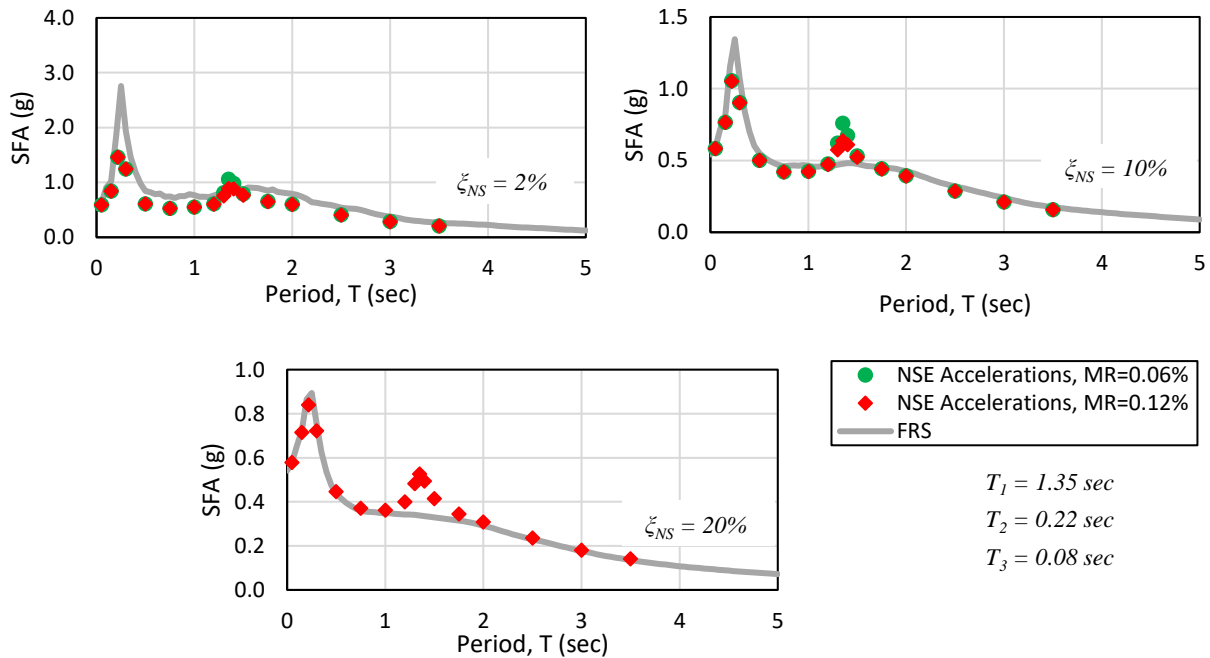 4.0
3.0
2.0
1.0
0.0
SFA (g)
ξNS = 2%
0 1 2 3 4 5
Period, T (sec)
1.5
1.0
0.5
0.0
SFA (g)
ξNS = 10%
0 1 2 3 4 5
Period, T (sec)
1.0
0.8
0.6
0.4
0.2
0.0
SFA (g)
ξNS = 20%
0 1 2 3 4 5
Period, T (sec)
NSE Accelerations, MR=0.06%
NSE Accelerations, MR=0.12%
FRS
T1 = 1.35 sec
T2 = 0.22 sec
T3 = 0.08 sec